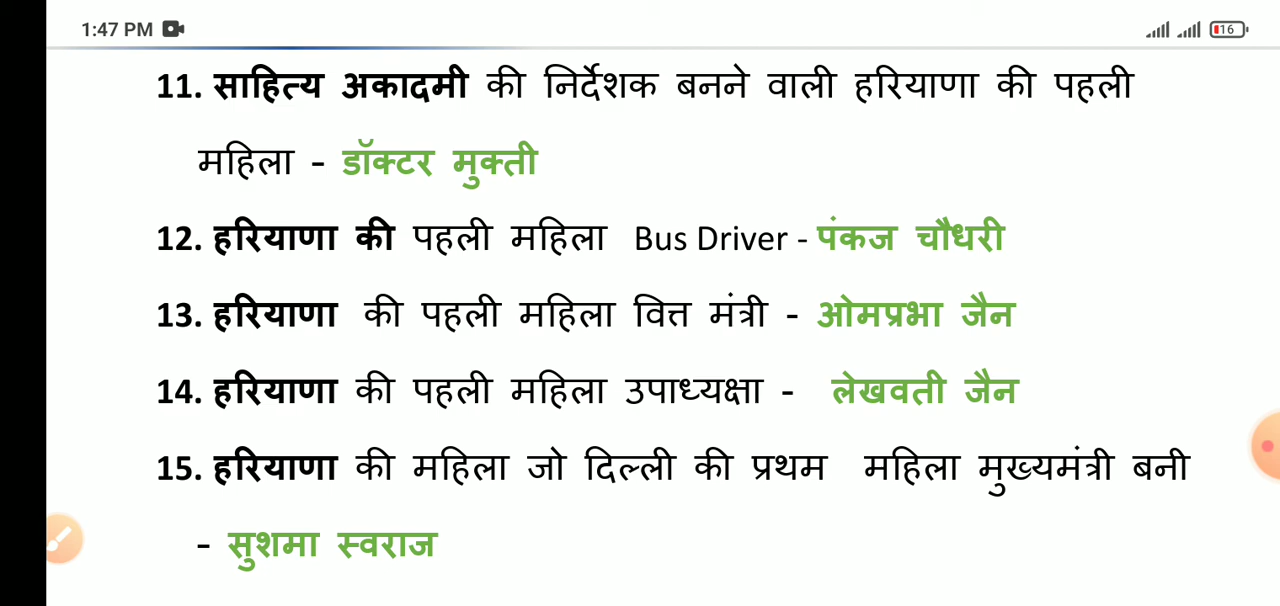 1:47 PM
16
11. साहित्य अकादमी की निर्देशक बनने वाली हरियाणा की पहली
महिला - डॉक्टर मुक्ती
12. हरियाणा की पहली महिला Bus Driver - पंकज चौधरी
13. हरियाणा की पहली महिला वित्त मंत्री - ओमप्रभा जैन
14. हरियाणा की पहली महिला उपाध्यक्षा - लेखवती जैन
15. हरियाणा की महिला जो दिल्ली की प्रथम महिला मुख्यमंत्री बनी
- सुशमा स्वराज